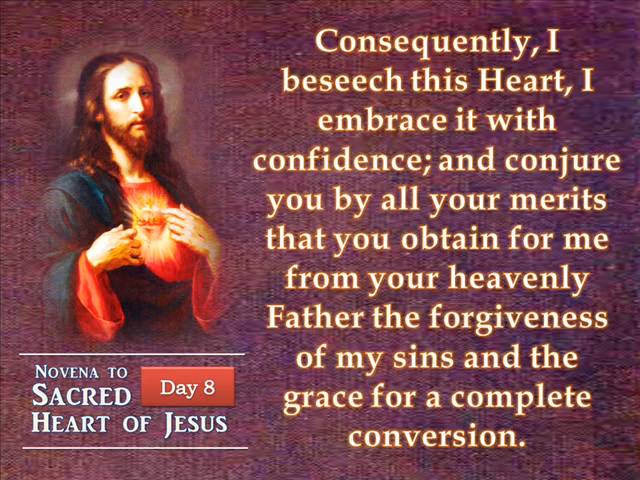 Consequently, I
beseech this Heart, I
embrace it with
confidence; and conjure
you by all your merits
that you obtain for me
from your heavenly
Father the forgiveness
of my sins and the
grace for a complete
conversion.
Novena to
Sacred Day 8
Heart of Jesus